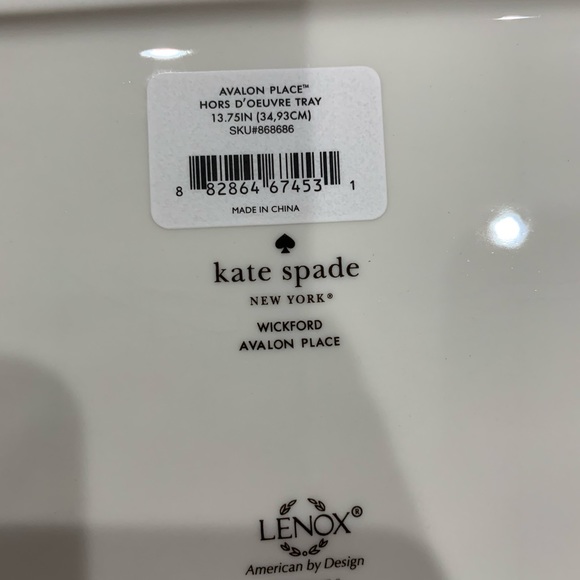 AVALON PLACE™
HORS D'OEUVRE TRAY
13.75IN (34,93CM)
SKU#868686
8 82864 67453 1
MADE IN CHINA
kate spade
NEW YORK®
WICKFORD
AVALON PLACE
LENOX®
American by Design